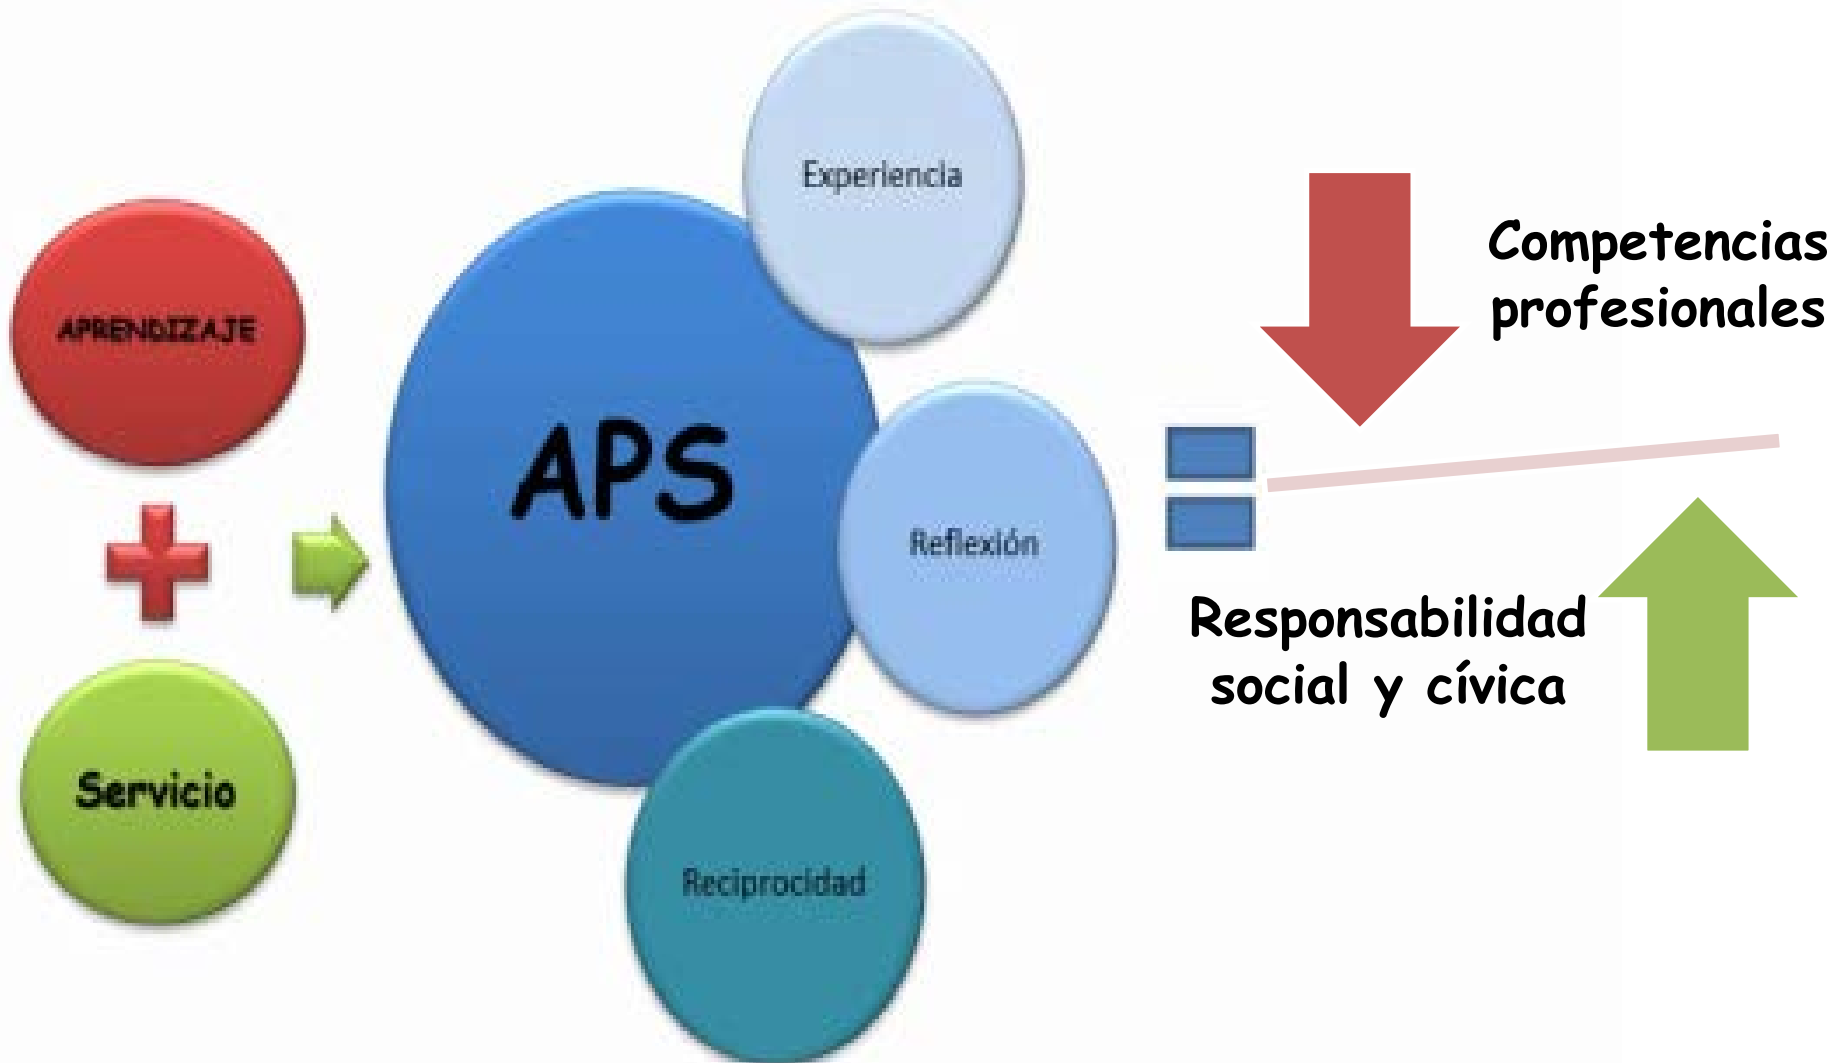 APRENDIZAJE
Servicio
APS
Experiencia
Reflexión
Reciprocidad
Competencias
profesionales
Responsabilidad
social y cívica